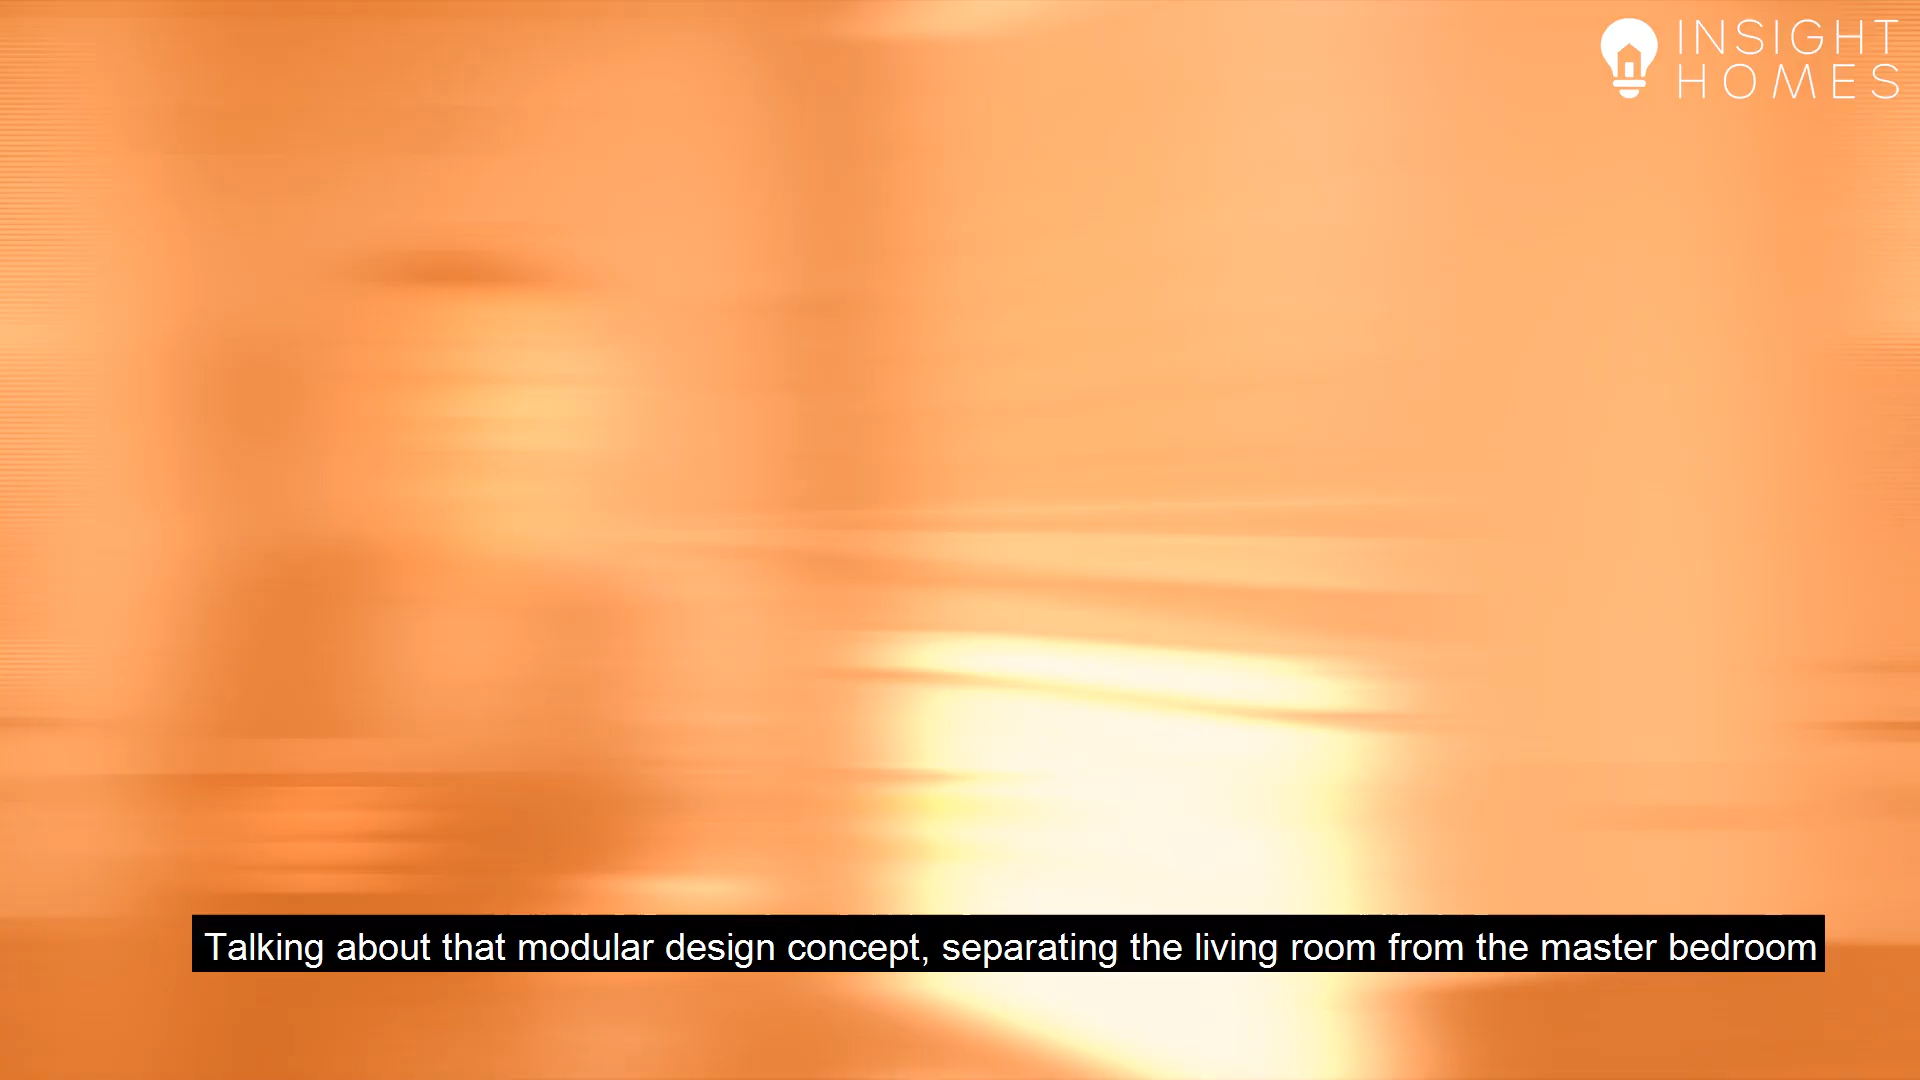 INSIGHT
HOMES
Talking about that modular design concept, separating the living room from the master bedroom